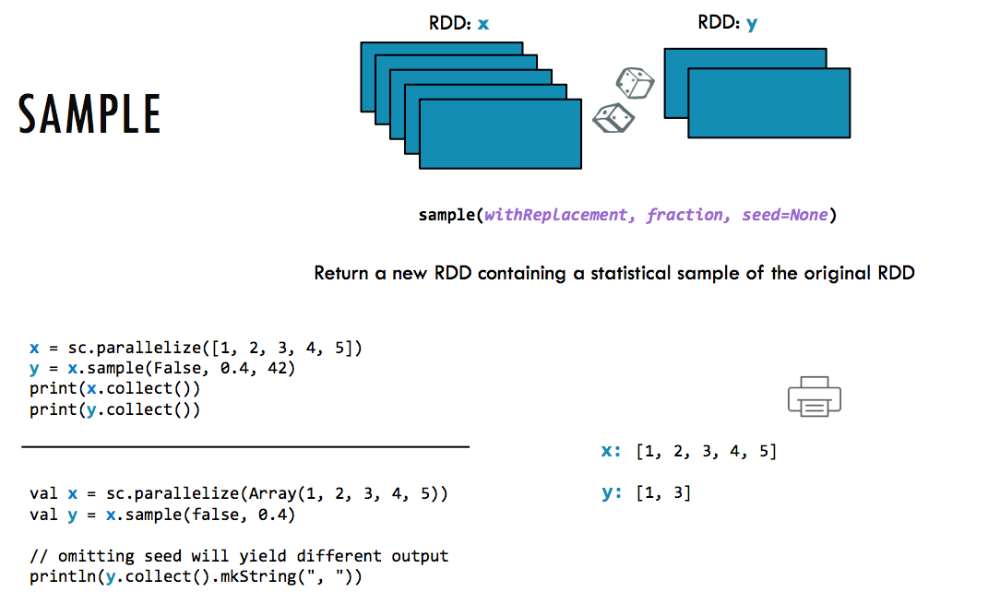 RDD: x
RDD: y
SAMPLE
sample(withReplacement, fraction, seed=None)
Return a new RDD containing a statistical sample of the original RDD
x = sc.parallelize([1, 2, 3, 4, 5])
y = x.sample(False, 0.4, 42)
print(x.collect())
print(y.collect())
x: [1, 2, 3, 4, 5]
y: [1, 3]
val x = sc.parallelize(Array(1, 2, 3, 4, 5))
val y = x.sample(false, 0.4)
// omitting seed will yield different output
println(y.collect().mkString(", "))